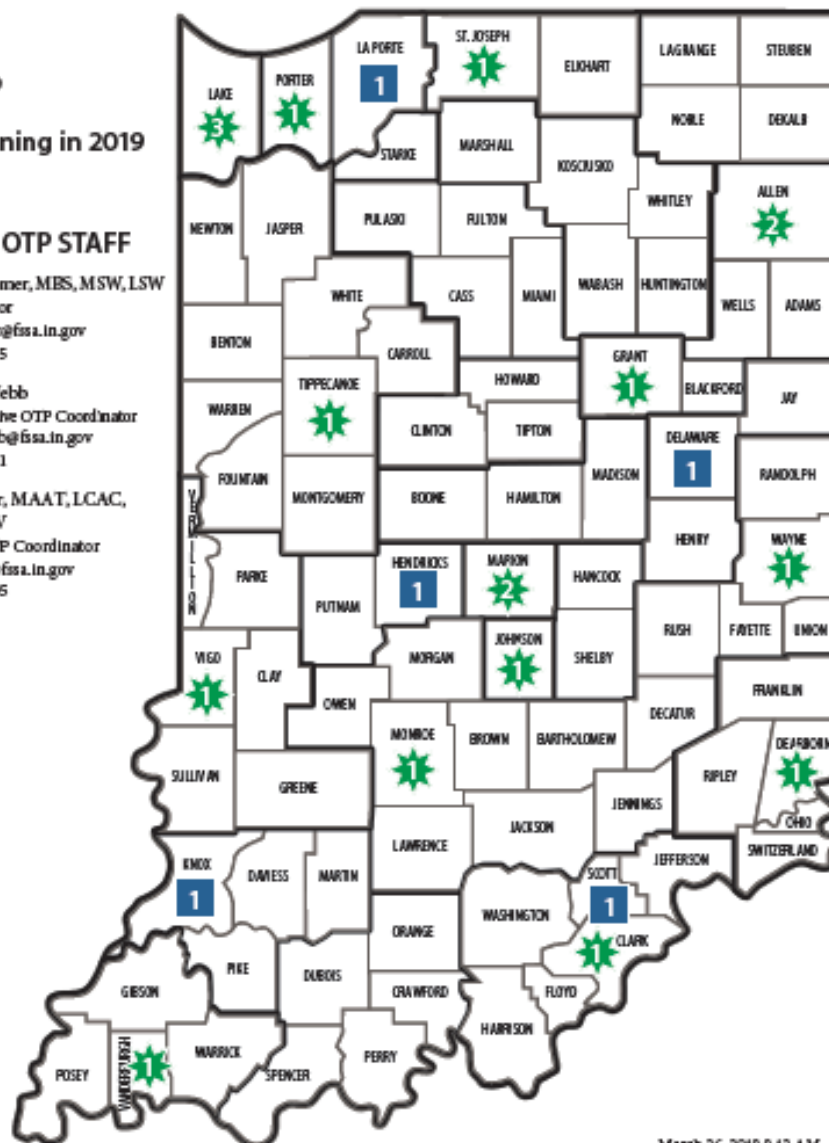 ning in 2019
OTP STAFF
mer, MBS, MSW, LSW
or
@fssa.in.gov
5
ebb
ive OTP Coordinator
b@fssa.in.gov
1
r, MAAT, LCAC,
P Coordinator
@fssa.in.gov
5
LAKE
3
PORTER
1
LA PORTE
1
ST. JOSEPH
1
ELKHART
LAGRANGE
STEUBEN
NOBLE
DEKALB
STARKE
MARSHALL
KOSCIUSKO
WHITLEY
ALLEN
2
NEWTON
JASPER
PULASKI
FULTON
WHITE
CASS
MIAMI
WABASH
HUNTINGTON
WELLS
ADAMS
BENTON
CARROLL
GRANT
1
HOWARD
BLACKFORD
JAY
TIPPECANOE
1
WARREN
CLINTON
TIPTON
DELAWARE
1
MADISON
RANDOLPH
FOUNTAIN
MONTGOMERY
BOONE
HAMILTON
VERMILLION
HENRY
WAYNE
1
PARKE
HENDRICKS
1
MARION
2
HANCOCK
PUTNAM
RUSH
FAYETTE
UNION
VIGO
1
CLAY
MORGAN
JOHNSON
1
SHELBY
FRANKLIN
OWEN
DECATUR
MONROE
1
BROWN
BARTHOLOMEW
DEARBORN
1
SULLIVAN
GREENE
RIPLEY
JENNINGS
JACKSON
OHIO
LAWRENCE
SWITZERLAND
KNOX
1
DAVIESS
MARTIN
JEFFERSON
SCOTT
1
WASHINGTON
ORANGE
CLARK
1
PIKE
DUBOIS
GIBSON
CRAWFORD
FLOYD
HARRISON
POSEY
VANDERBURGH
1
WARRICK
SPENCER
PERRY